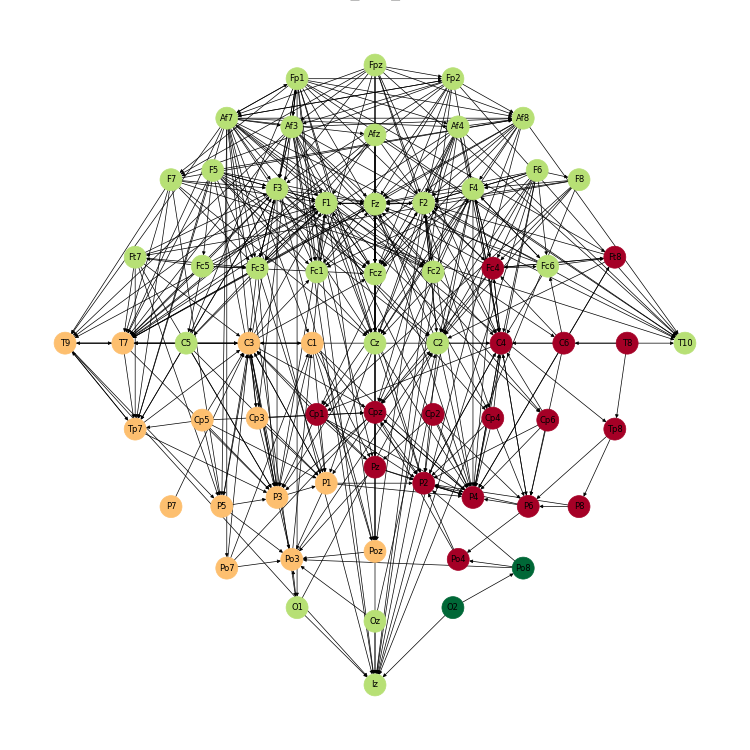 Fpz
Fp1 Fp2
Af7 Af3 Afz Af4 Af8
F7 F5 F3 F1 Fz F2 F4 F6 F8
Ft7 Fc5 Fc3 Fc1 Fcz Fc2 Fc4 Fc6 Ft8
T9 T7 C5 C3 C1 Cz C2 C4 C6 T8 T10
Tp7 Cp5 Cp3 Cp1 Cpz Cp2 Cp4 Cp6 Tp8
P7 P5 P3 P1 Pz P2 P4 P6 P8
Po7 Po3 Poz Po4 Po8
O1 Oz O2
Iz